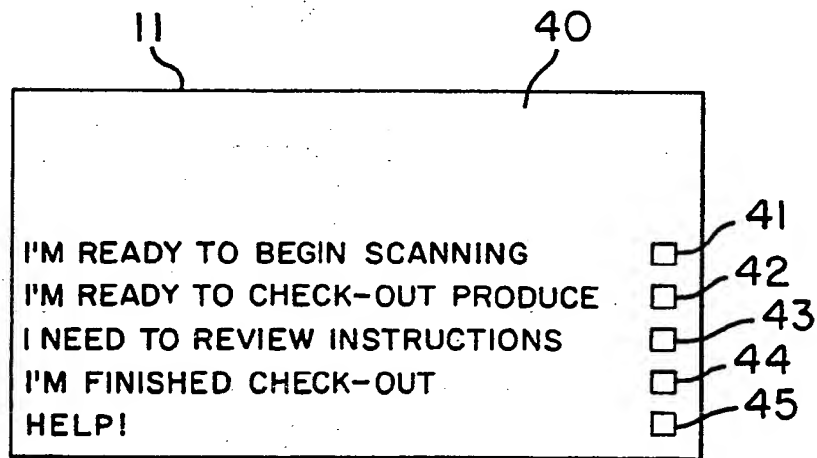 11 40
I'M READY TO BEGIN SCANNING 41
I'M READY TO CHECK-OUT PRODUCE 42
I NEED TO REVIEW INSTRUCTIONS 43
I'M FINISHED CHECK-OUT 44
HELP! 45